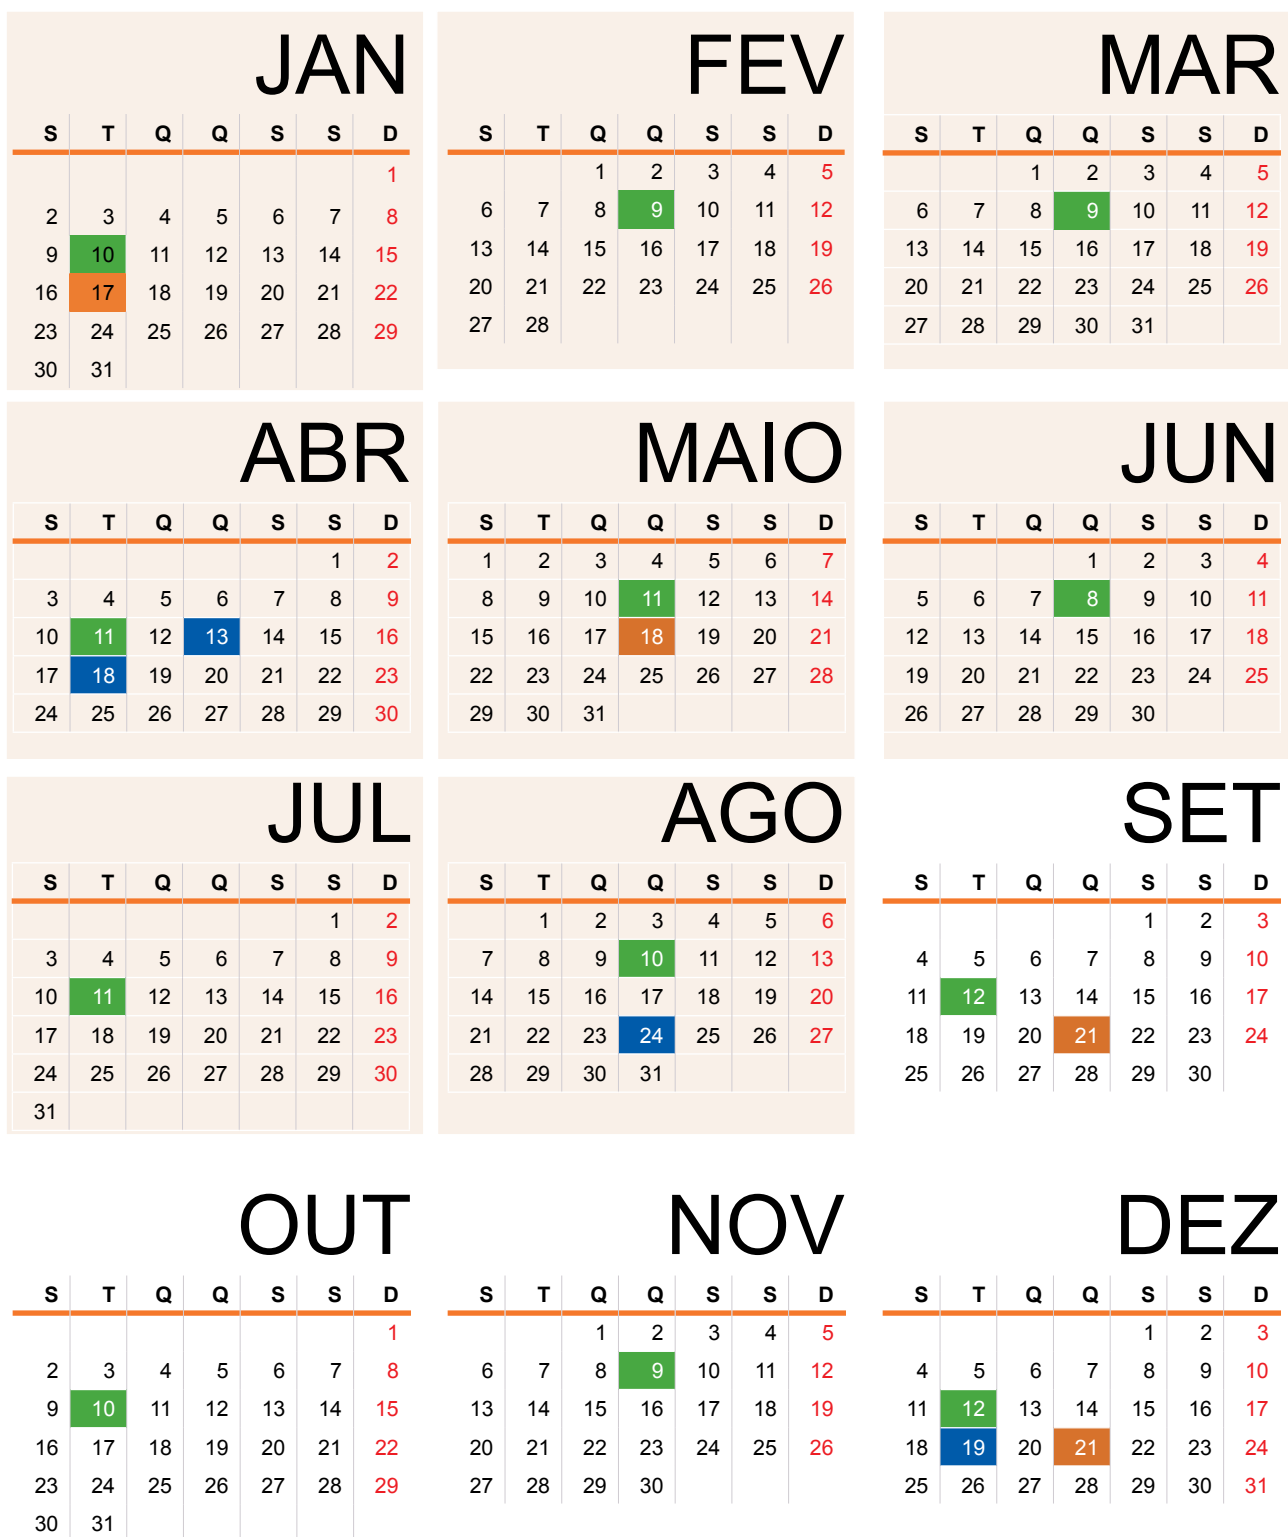 JAN
S T Q Q S S D
1
2 3 4 5 6 7 8
9 10 11 12 13 14 15
16 17 18 19 20 21 22
23 24 25 26 27 28 29
30 31
FEV
S T Q Q S S D
1 2 3 4 5
6 7 8 9 10 11 12
13 14 15 16 17 18 19
20 21 22 23 24 25 26
27 28
MAR
S T Q Q S S D
1 2 3 4 5
6 7 8 9 10 11 12
13 14 15 16 17 18 19
20 21 22 23 24 25 26
27 28 29 30 31
ABR
S T Q Q S S D
1 2
3 4 5 6 7 8 9
10 11 12 13 14 15 16
17 18 19 20 21 22 23
24 25 26 27 28 29 30
MAIO
S T Q Q S S D
1 2 3 4 5 6 7
8 9 10 11 12 13 14
15 16 17 18 19 20 21
22 23 24 25 26 27 28
29 30 31
JUN
S T Q Q S S D
1 2 3 4
5 6 7 8 9 10 11
12 13 14 15 16 17 18
19 20 21 22 23 24 25
26 27 28 29 30
JUL
S T Q Q S S D
1 2
3 4 5 6 7 8 9
10 11 12 13 14 15 16
17 18 19 20 21 22 23
24 25 26 27 28 29 30
31
AGO
S T Q Q S S D
1 2 3 4 5 6
7 8 9 10 11 12 13
14 15 16 17 18 19 20
21 22 23 24 25 26 27
28 29 30 31
SET
S T Q Q S S D
1 2 3
4 5 6 7 8 9 10
11 12 13 14 15 16 17
18 19 20 21 22 23 24
25 26 27 28 29 30
OUT
S T Q Q S S D
1
2 3 4 5 6 7 8
9 10 11 12 13 14 15
16 17 18 19 20 21 22
23 24 25 26 27 28 29
30 31
NOV
S T Q Q S S D
1 2 3 4 5
6 7 8 9 10 11 12
13 14 15 16 17 18 19
20 21 22 23 24 25 26
27 28 29 30
DEZ
S T Q Q S S D
1 2 3
4 5 6 7 8 9 10
11 12 13 14 15 16 17
18 19 20 21 22 23 24
25 26 27 28 29 30 31